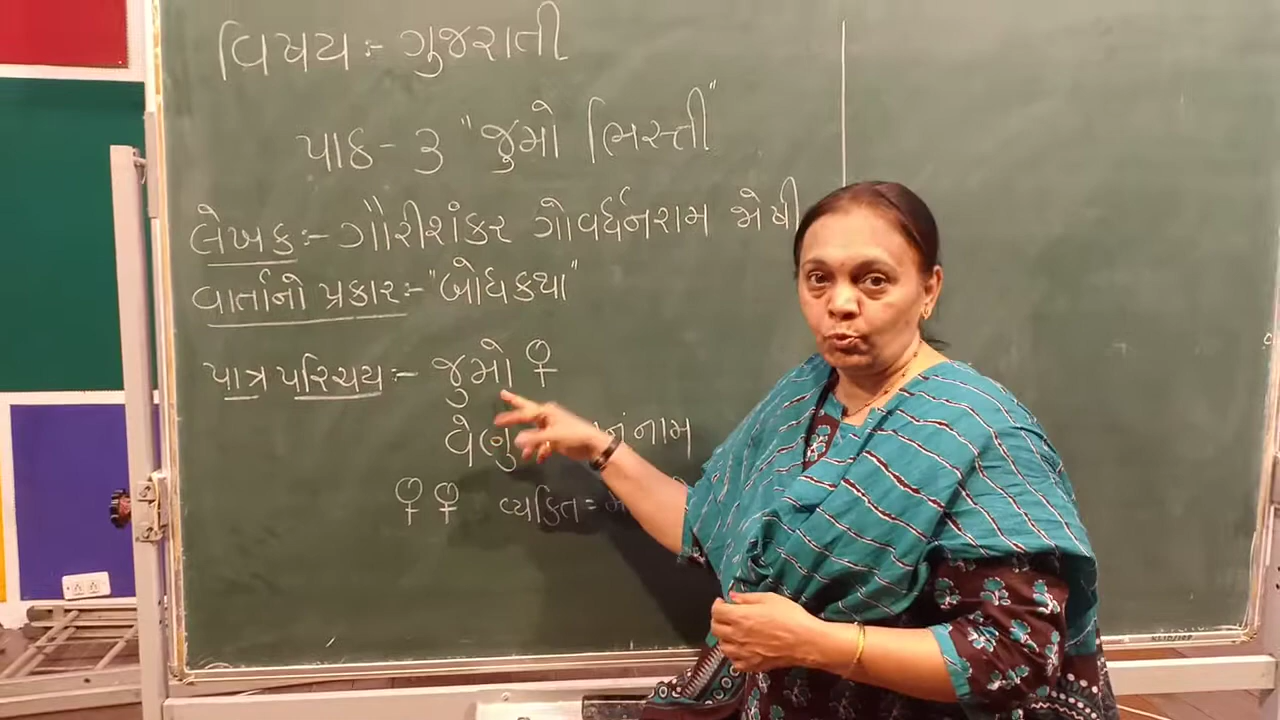 વિષય:- ગુજરાતી
પાઠ- ૩ "જુમો ભિસ્તી"
લેખક:- ગૌરીશંકર ગોવર્ધનરામ જોષી
વાર્તાનો પ્રકાર:- "બોધકથા"
પાત્ર પરિચય:- જુમો
વેણુ નામ
વ્યકિત =